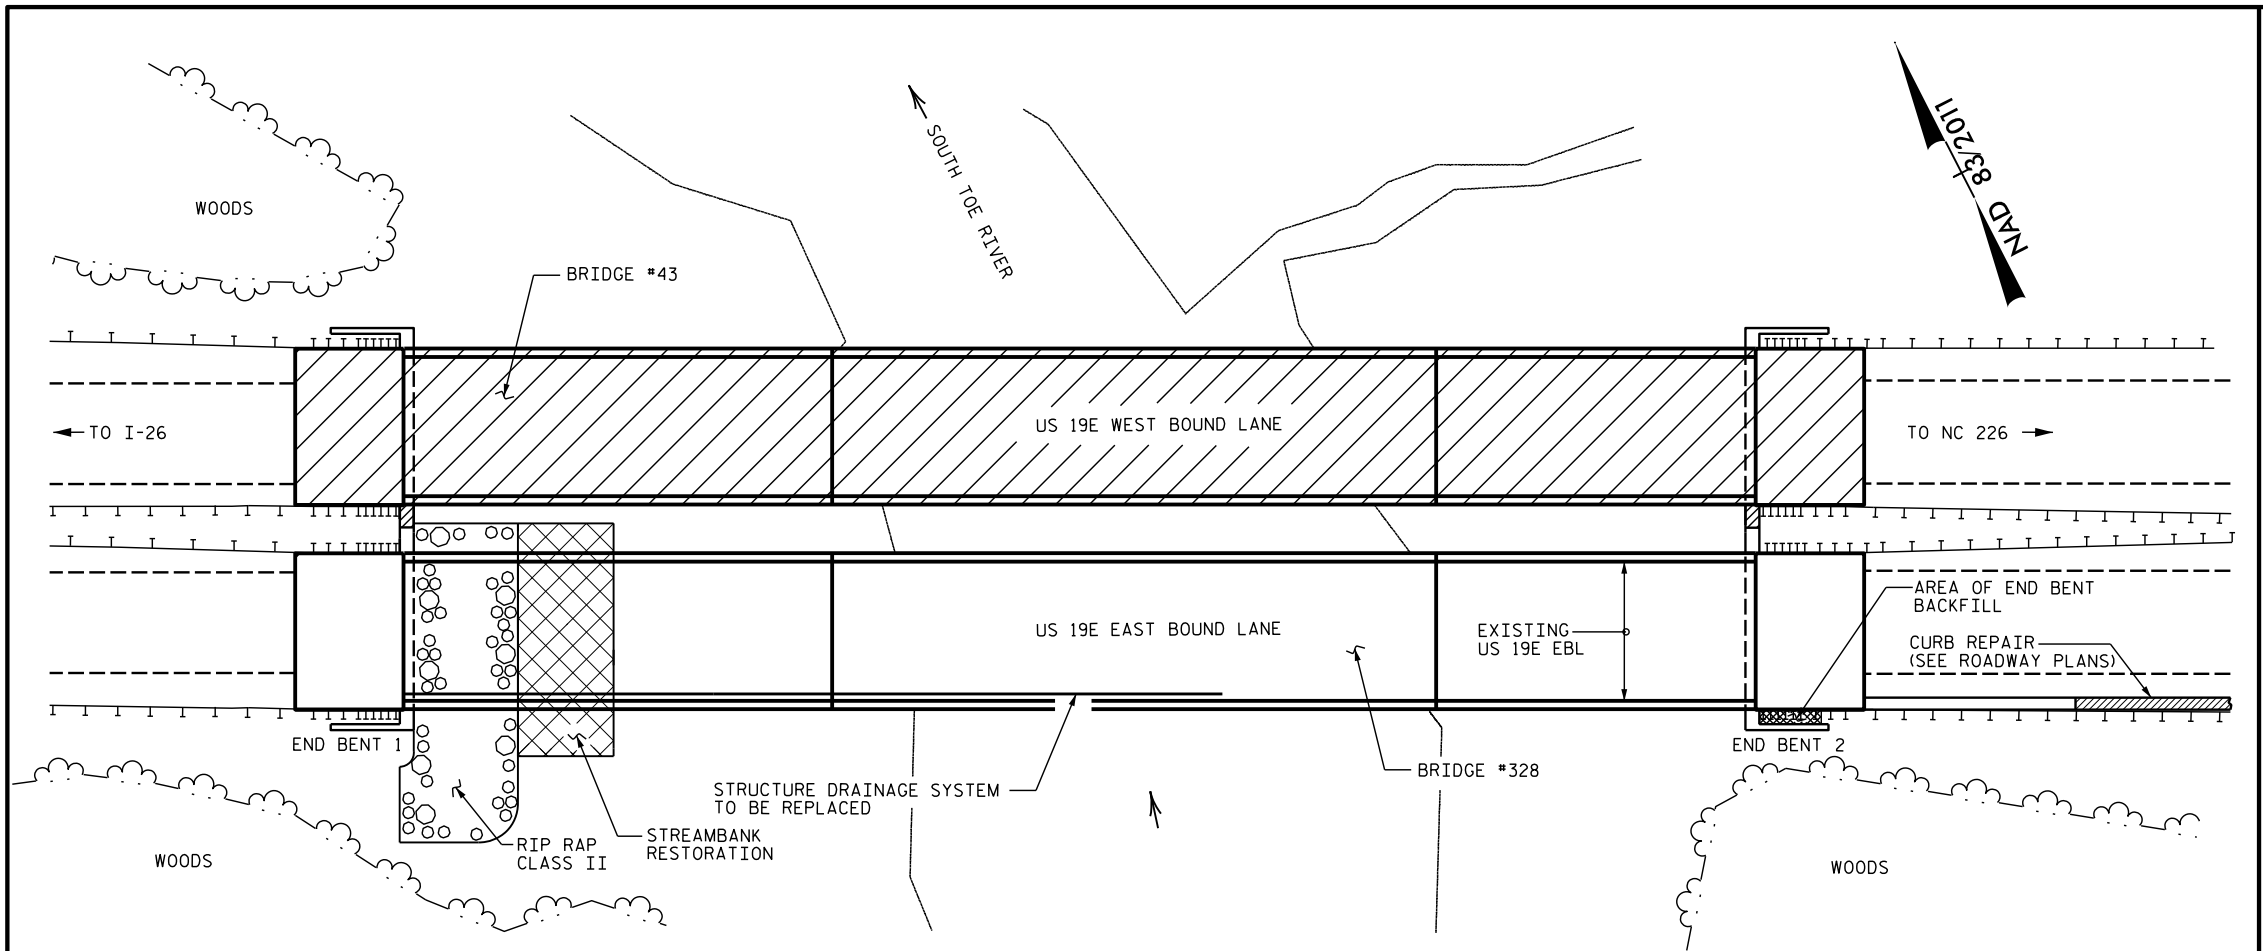 NAD 83/2011
SOUTH TOE RIVER
WOODS
BRIDGE #43
US 19E WEST BOUND LANE
TO I-26
TO NC 226
AREA OF END BENT
BACKFILL
US 19E EAST BOUND LANE
EXISTING
US 19E EBL
CURB REPAIR
(SEE ROADWAY PLANS)
END BENT 1
END BENT 2
BRIDGE #328
STRUCTURE DRAINAGE SYSTEM
TO BE REPLACED
STREAMBANK
RESTORATION
RIP RAP
CLASS II
WOODS
WOODS